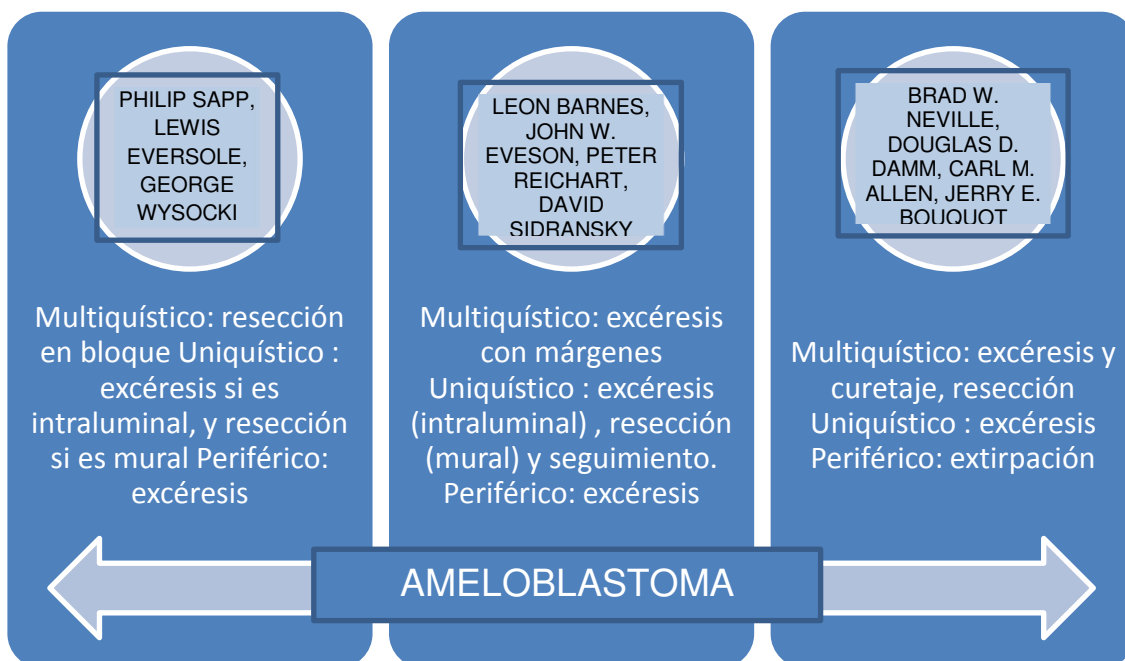 PHILIP SAPP,
LEWIS
EVERSOLE,
GEORGE
WYSOCKI
Multiquístico: resección
en bloque Uniquístico :
excéresis si es
intraluminal, y resección
si es mural Periférico:
excéresis
LEON BARNES,
JOHN W.
EVESON, PETER
REICHART,
DAVID
SIDRANSKY
Multiquístico: excéresis
con márgenes
Uniquístico : excéresis
(intraluminal) , resección
(mural) y seguimiento.
Periférico: excéresis
BRAD W.
NEVILLE,
DOUGLAS D.
DAMM, CARL M.
ALLEN, JERRY E.
BOUQUOT
Multiquístico: excéresis y
curetaje, resección
Uniquístico : excéresis
Periférico: extirpación
AMELOBLASTOMA